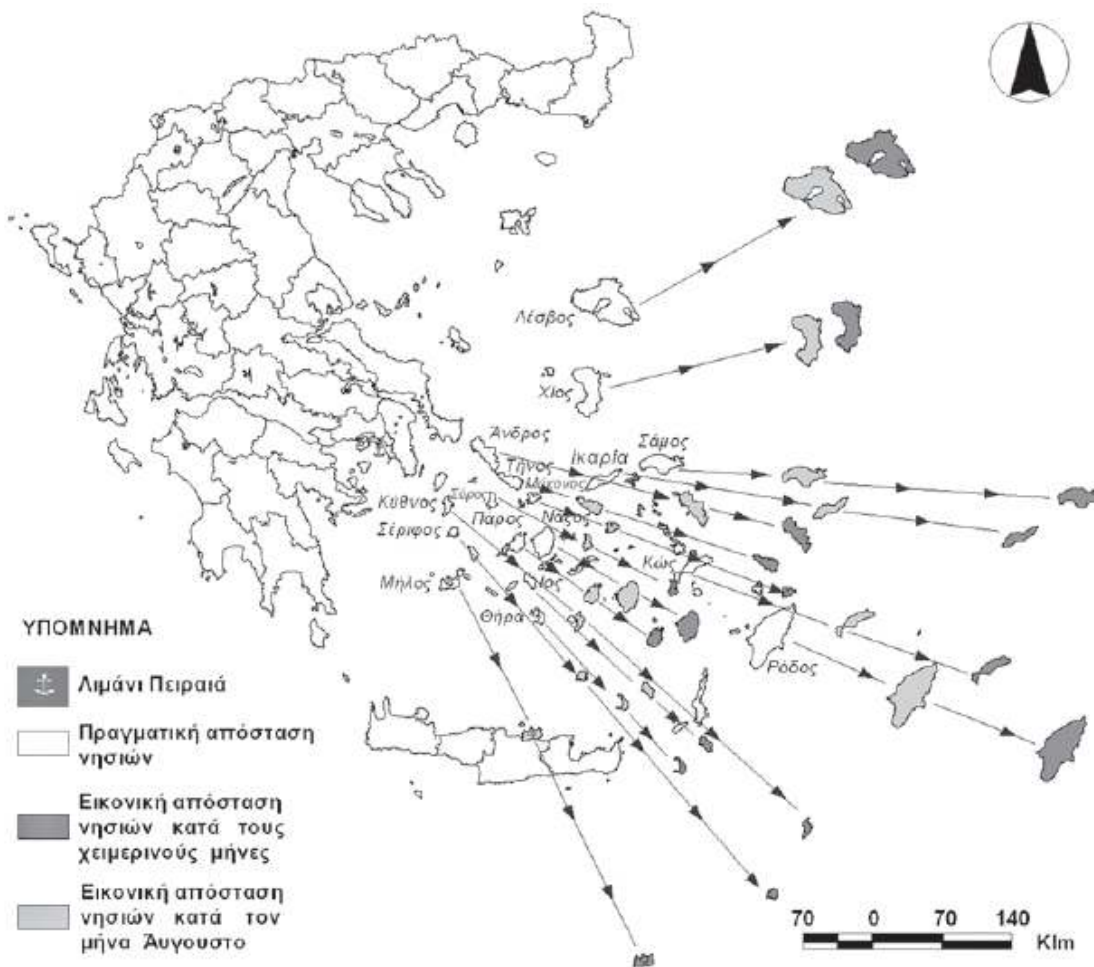 Λέσβος
Χίος
Άνδρος
Τήνος
Μύκονος
Ικαρία
Σάμος
Κύθνος
Σύρος
Σέριφος
Πάρος
Νάξος
Μήλος
Ίος
Κώς
Θήρα
Ρόδος
ΥΠΟΜΝΗΜΑ
Λιμάνι Πειραιά
Πραγματική απόσταση
νησιών
Εικονική απόσταση
νησιών κατά τους
χειμερινούς μήνες
Εικονική απόσταση
νησιών κατά τον
μήνα Άυγουστο
70 0 70 140
Klm